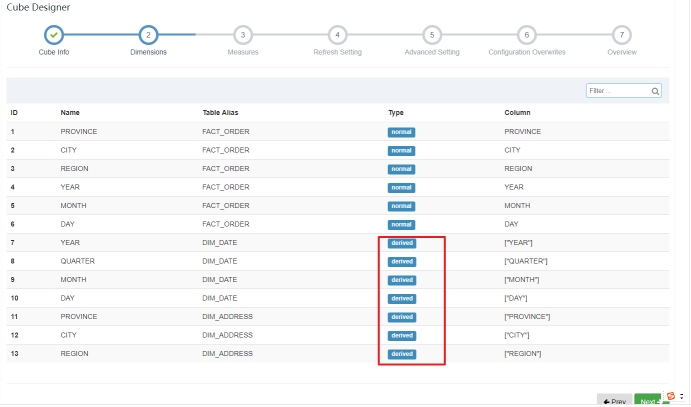 Cube Designer
2 3 4 5 6 7
Cube Info Dimensions Measures Refresh Setting Advanced Setting Configuration Overwrites Overview
Filter ...
ID Name Table Alias Type Column
1 PROVINCE FACT_ORDER normal PROVINCE
2 CITY FACT_ORDER normal CITY
3 REGION FACT_ORDER normal REGION
4 YEAR FACT_ORDER normal YEAR
5 MONTH FACT_ORDER normal MONTH
6 DAY FACT_ORDER normal DAY
7 YEAR DIM_DATE derived ["YEAR"]
8 QUARTER DIM_DATE derived ["QUARTER"]
9 MONTH DIM_DATE derived ["MONTH"]
10 DAY DIM_DATE derived ["DAY"]
11 PROVINCE DIM_ADDRESS derived ["PROVINCE"]
12 CITY DIM_ADDRESS derived ["CITY"]
13 REGION DIM_ADDRESS derived ["REGION"]
Prev Next